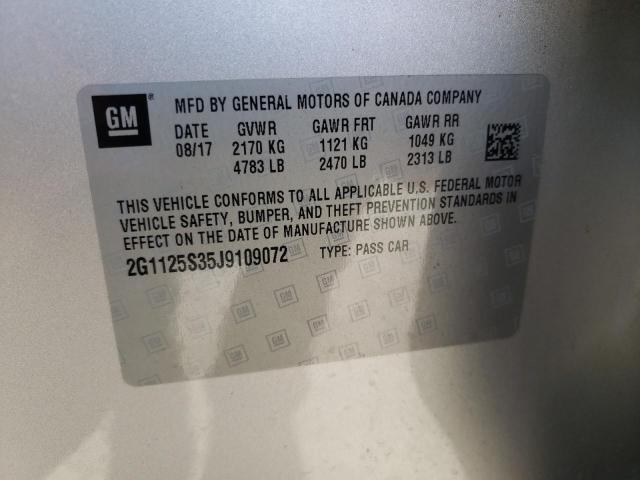 GM
MFD BY GENERAL MOTORS OF CANADA COMPANY
DATE GVWR GAWR FRT GAWR RR
08/17 2170 KG 1121 KG 1049 KG
4783 LB 2470 LB 2313 LB
THIS VEHICLE CONFORMS TO ALL APPLICABLE U.S. FEDERAL MOTOR
VEHICLE SAFETY, BUMPER, AND THEFT PREVENTION STANDARDS IN
EFFECT ON THE DATE OF MANUFACTURE SHOWN ABOVE.
2G1125S35J9109072 TYPE: PASS CAR